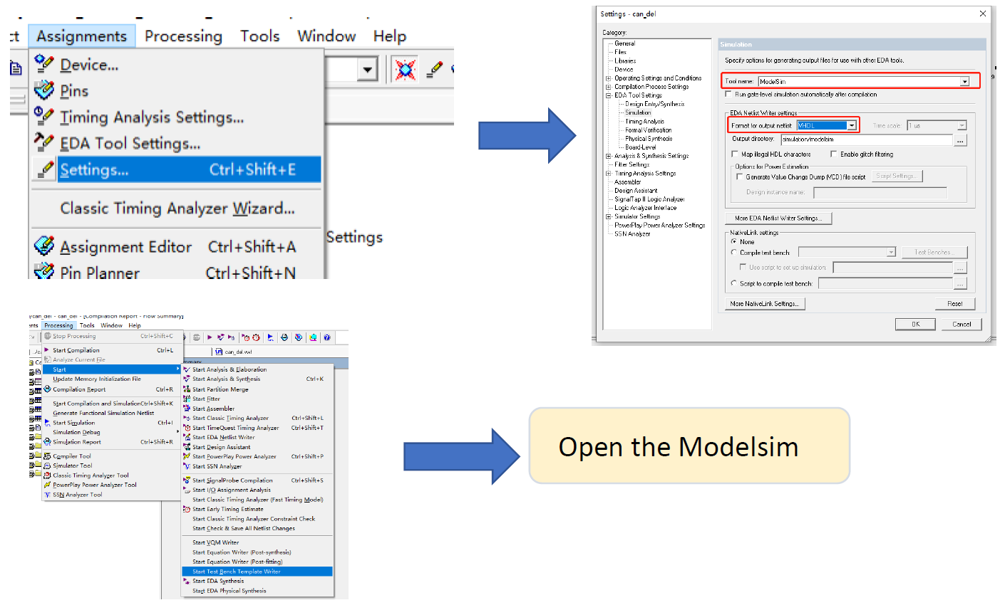 ct Assignments Processing Tools Window Help
Device...
Pins
Timing Analysis Settings...
EDA Tool Settings...
Settings... Ctrl+Shift+E
Classic Timing Analyzer Wizard...
Settings
Assignment Editor Ctrl+Shift+A
Pin Planner Ctrl+Shift+N
Settings - can_del
Category:
General
Files
Libraries
Device
Operating Settings and Conditions
Compilation Process Settings
EDA Tool Settings
Design Entry/Synthesis
Simulation
Timing Analysis
Formal Verification
Physical Synthesis
Board-Level
Analysis & Synthesis Settings
Fitter Settings
Timing Analysis Settings
Assembler
Design Assistant
SignalTap II Logic Analyzer
Logic Analyzer Interface
Simulator Settings
PowerPlay Power Analyzer Settings
SSN Analyzer
Simulation
Specify options for generating output files for use with other EDA tools.
Tool name: ModelSim
Run gate-level simulation automatically after compilation
EDA Netlist Writer settings
Format for output netlist: VHDL Time scale: 1 us
Output directory: simulation/modelsim ...
Map illegal HDL characters Enable glitch filtering
Options for Power Estimation
Generate Value Change Dump (VCD) file script Script Settings...
Design instance name:
More EDA Netlist Writer Settings...
NativeLink settings
None
Compile test bench: Test Benches...
Use script to set up simulation: ...
Script to compile test bench: ...
More NativeLink Settings... Reset
OK Cancel
/can_del - can_del - [Compilation Report - Flow Summary]
nts Processing Tools Window Help
Stop Processing Ctrl+Shift+C
Start Compilation Ctrl+L
Analyze Current File
Start
Update Memory Initialization File
Compilation Report Ctrl+R
Start Compilation and Simulation Ctrl+Shift+K
Generate Functional Simulation Netlist
Start Simulation Ctrl+I
Simulation Debug
Simulation Report Ctrl+Shift+R
Compiler Tool
Simulator Tool
Classic Timing Analyzer Tool
PowerPlay Power Analyzer Tool
SSN Analyzer Tool
can_del.vwf
mmary
Start Analysis & Elaboration
Start Analysis & Synthesis Ctrl+K
Start Partition Merge
Start Fitter
Start Assembler
Start Classic Timing Analyzer Ctrl+Shift+L
Start TimeQuest Timing Analyzer Ctrl+Shift+T
Start EDA Netlist Writer
Start Design Assistant
Start PowerPlay Power Analyzer Ctrl+Shift+P
Start SSN Analyzer
Start SignalProbe Compilation Ctrl+Shift+S
Start I/O Assignment Analysis
Start Classic Timing Analyzer (Fast Timing Model)
Start Early Timing Estimate
Start Classic Timing Analyzer Constraint Check
Start Check & Save All Netlist Changes
Start VQM Writer
Start Equation Writer (Post-synthesis)
Start Equation Writer (Post-fitting)
Start Test Bench Template Writer
Start EDA Synthesis
Start EDA Physical Synthesis
Open the Modelsim